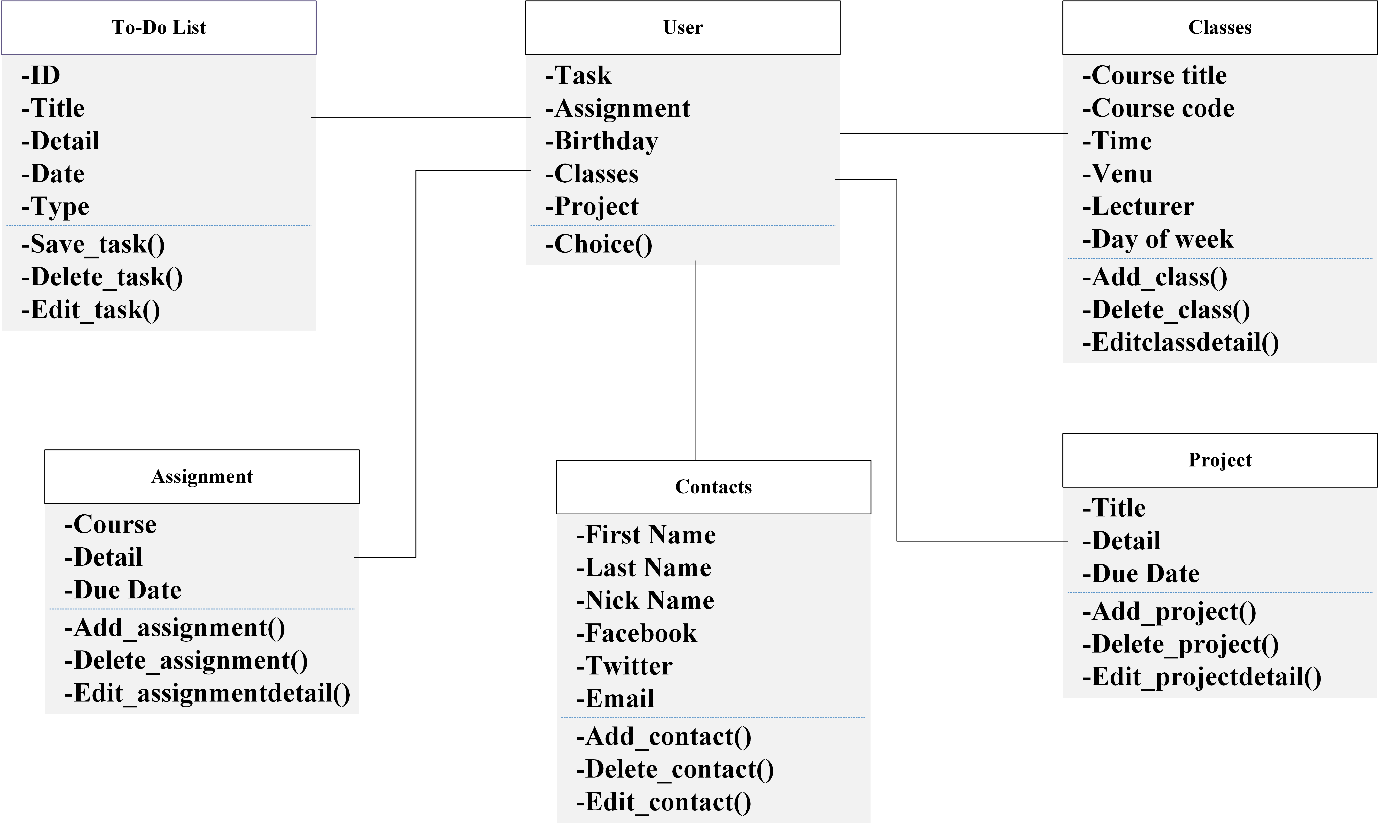 To-Do List
-ID
-Title
-Detail
-Date
-Type
-Save_task()
-Delete_task()
-Edit_task()
User
-Task
-Assignment
-Birthday
-Classes
-Project
-Choice()
Classes
-Course title
-Course code
-Time
-Venu
-Lecturer
-Day of week
-Add_class()
-Delete_class()
-Editclassdetail()
Assignment
-Course
-Detail
-Due Date
-Add_assignment()
-Delete_assignment()
-Edit_assignmentdetail()
Contacts
-First Name
-Last Name
-Nick Name
-Facebook
-Twitter
-Email
-Add_contact()
-Delete_contact()
-Edit_contact()
Project
-Title
-Detail
-Due Date
-Add_project()
-Delete_project()
-Edit_projectdetail()